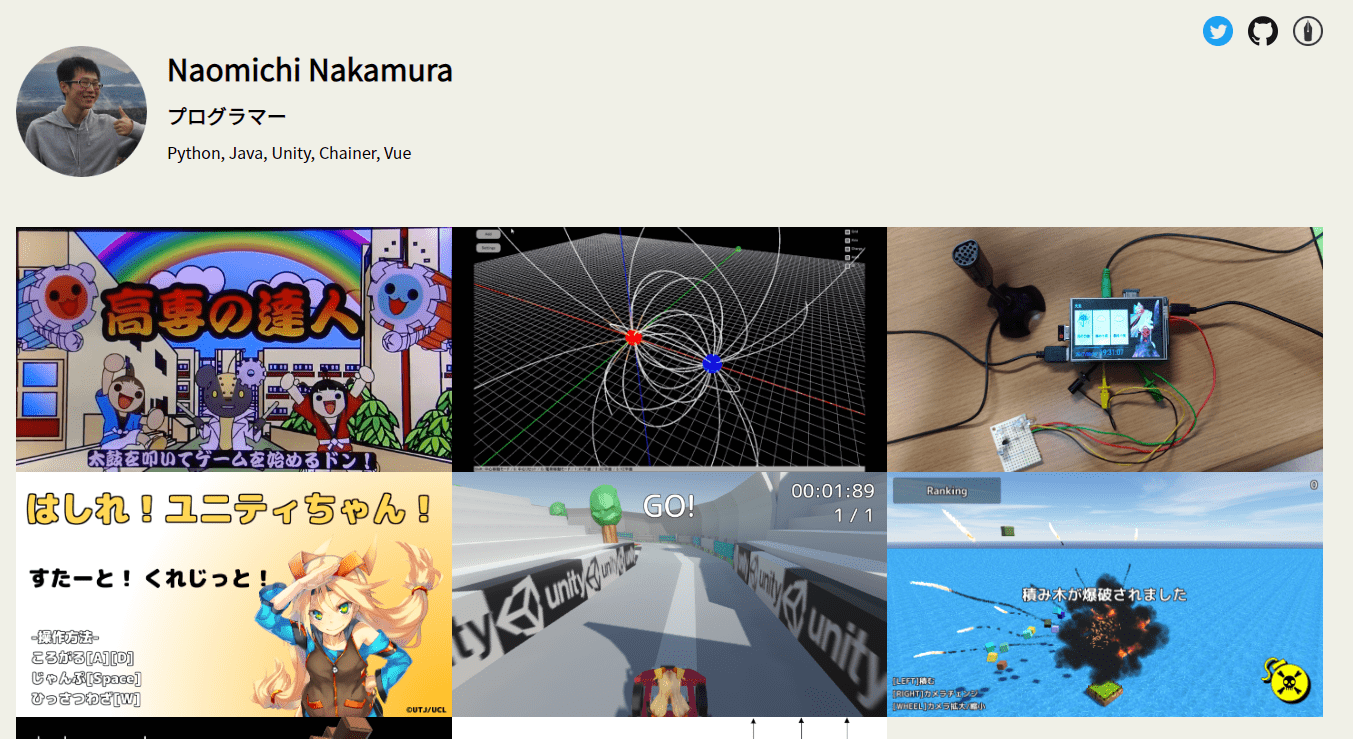 Naomichi Nakamura
プログラマー
Python, Java, Unity, Chainer, Vue
高専の達人
太鼓を叩いてゲームを始めるドン!
はしれ!ユニティちゃん!
すたーと! くれじっと!
-操作方法-
ころがる[A][D]
じゃんぷ[Space]
ひっさつわざ[W]
©UTJ/UCL
GO!
00:01:89
1 / 1
unity
unity
unity
unity
Ranking
0
積み木が爆破されました
[LEFT]積む
[RIGHT]カメラチェンジ
[WHEEL]カメラ拡大/縮小